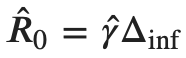 R̂₀ = γ̂Δ_inf